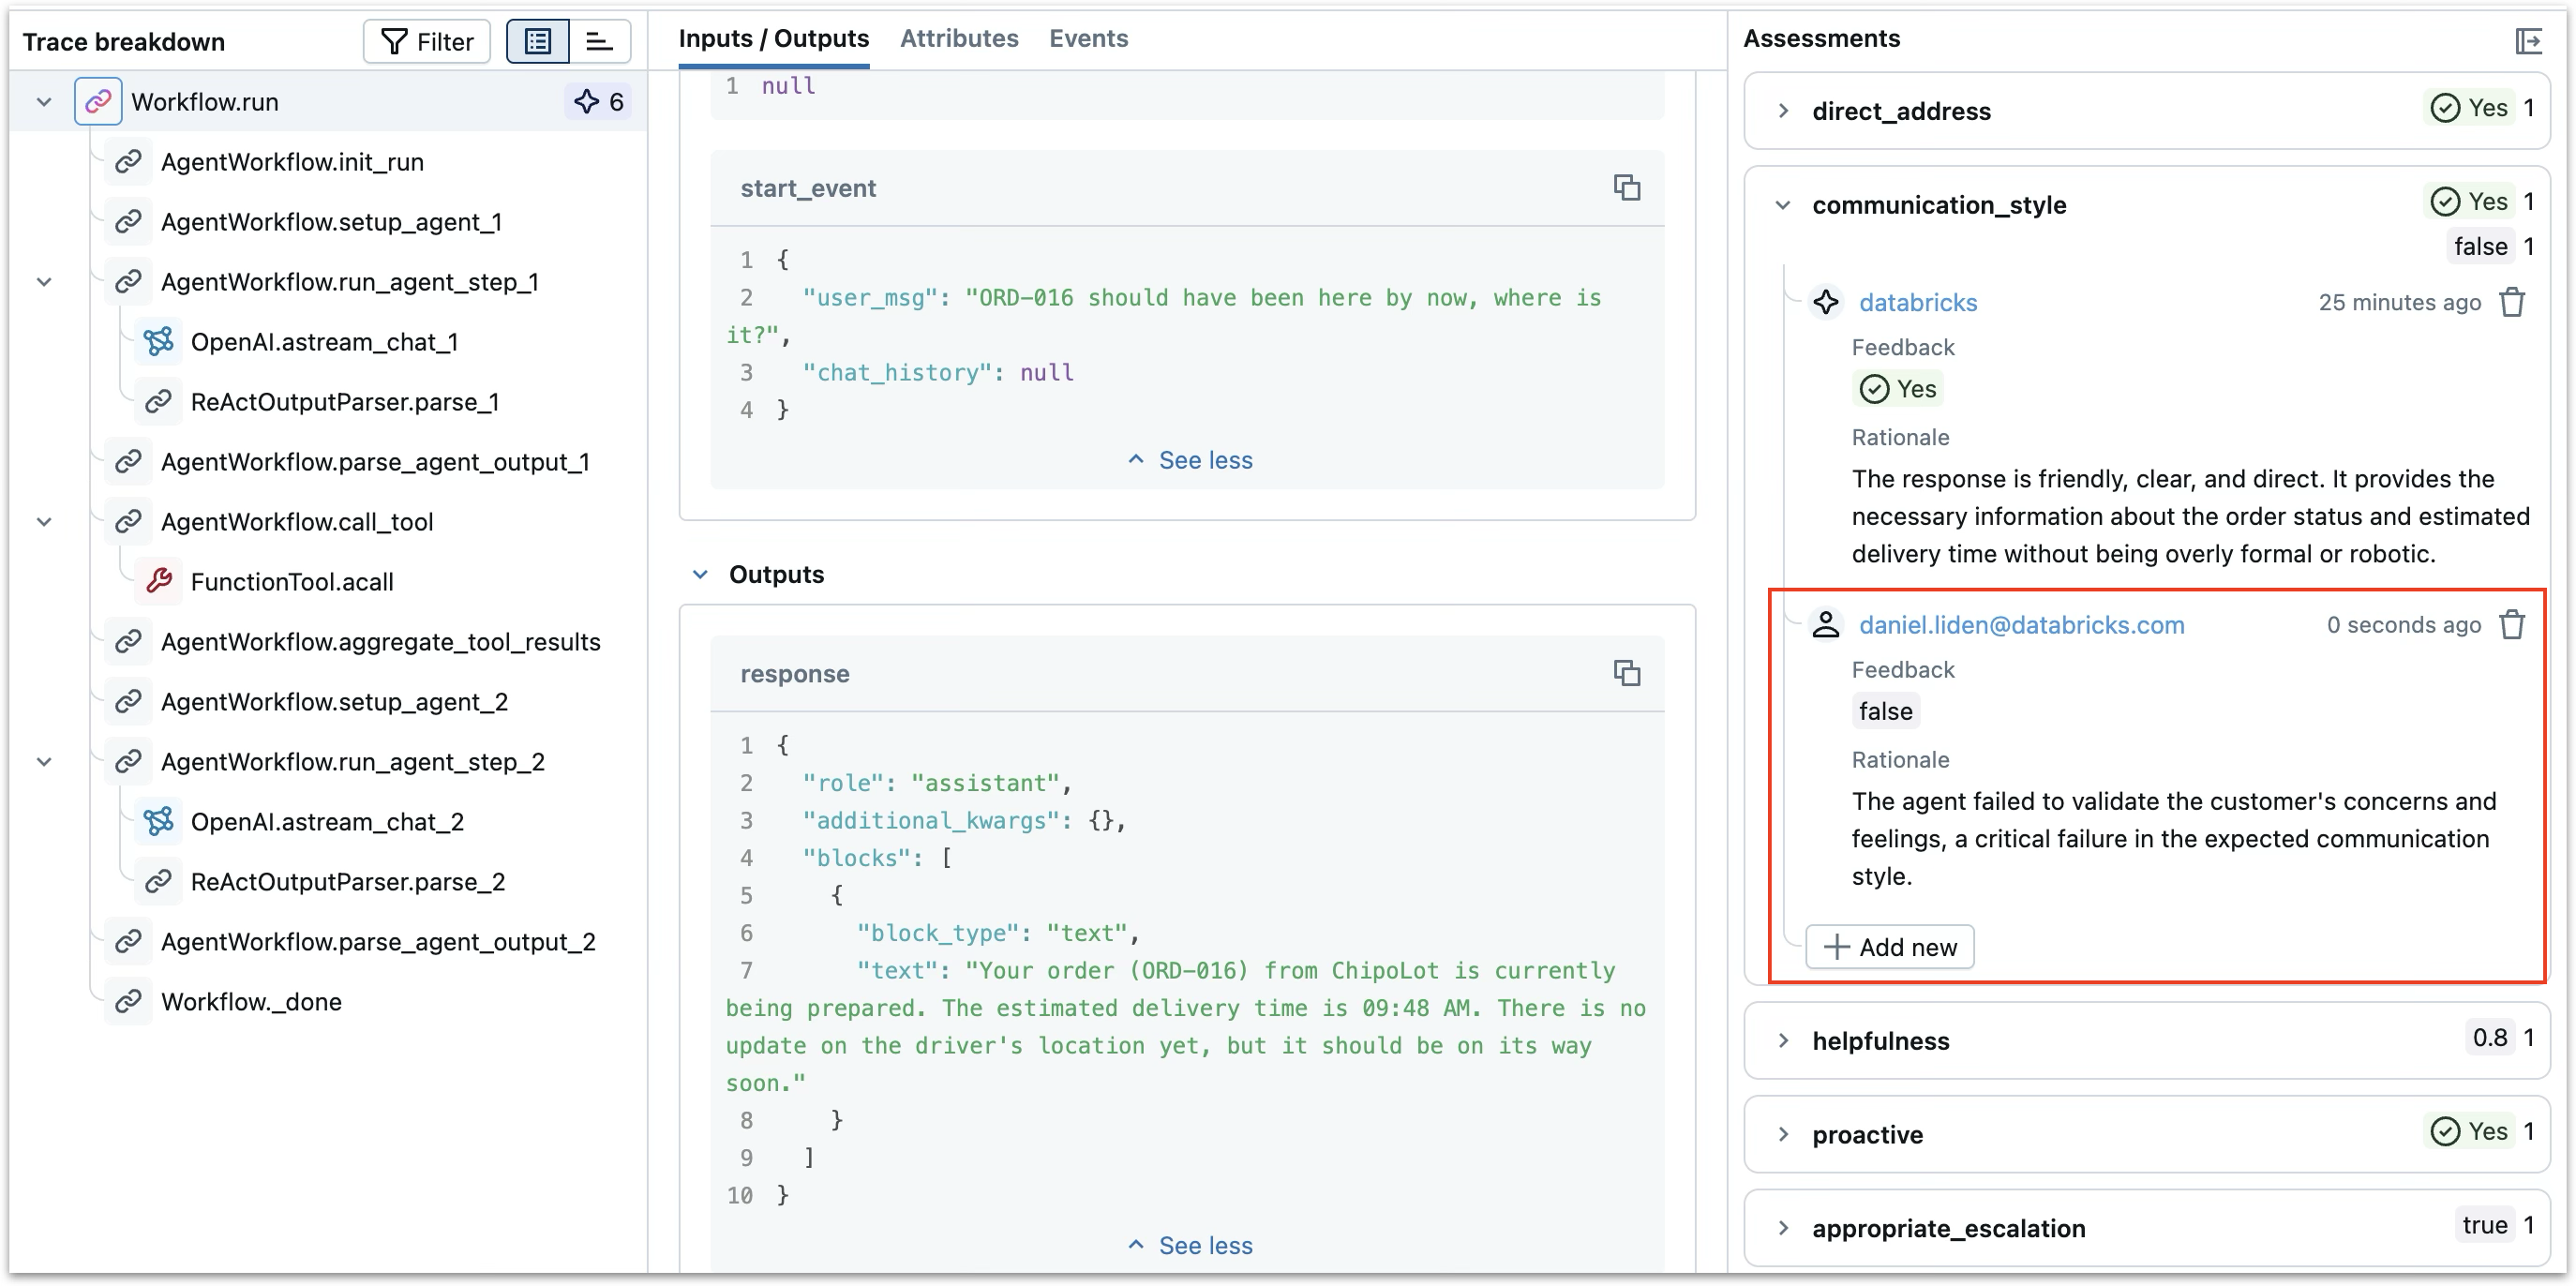 Trace breakdown
Filter
Workflow.run
6
AgentWorkflow.init_run
AgentWorkflow.setup_agent_1
AgentWorkflow.run_agent_step_1
OpenAI.astream_chat_1
ReActOutputParser.parse_1
AgentWorkflow.parse_agent_output_1
AgentWorkflow.call_tool
FunctionTool.acall
AgentWorkflow.aggregate_tool_results
AgentWorkflow.setup_agent_2
AgentWorkflow.run_agent_step_2
OpenAI.astream_chat_2
ReActOutputParser.parse_2
AgentWorkflow.parse_agent_output_2
Workflow._done
Inputs / Outputs
Attributes
Events
1 null
start_event
1 {
2 "user_msg": "ORD-016 should have been here by now, where is
it?",
3 "chat_history": null
4 }
See less
Outputs
response
1 {
2 "role": "assistant",
3 "additional_kwargs": {},
4 "blocks": [
5 {
6 "block_type": "text",
7 "text": "Your order (ORD-016) from ChipoLot is currently
being prepared. The estimated delivery time is 09:48 AM. There is no
update on the driver's location yet, but it should be on its way
soon."
8 }
9 ]
10 }
See less
Assessments
direct_address
Yes 1
communication_style
Yes 1
false 1
databricks
25 minutes ago
Feedback
Yes
Rationale
The response is friendly, clear, and direct. It provides the
necessary information about the order status and estimated
delivery time without being overly formal or robotic.
daniel.liden@databricks.com
0 seconds ago
Feedback
false
Rationale
The agent failed to validate the customer's concerns and
feelings, a critical failure in the expected communication
style.
Add new
helpfulness
0.8 1
proactive
Yes 1
appropriate_escalation
true 1